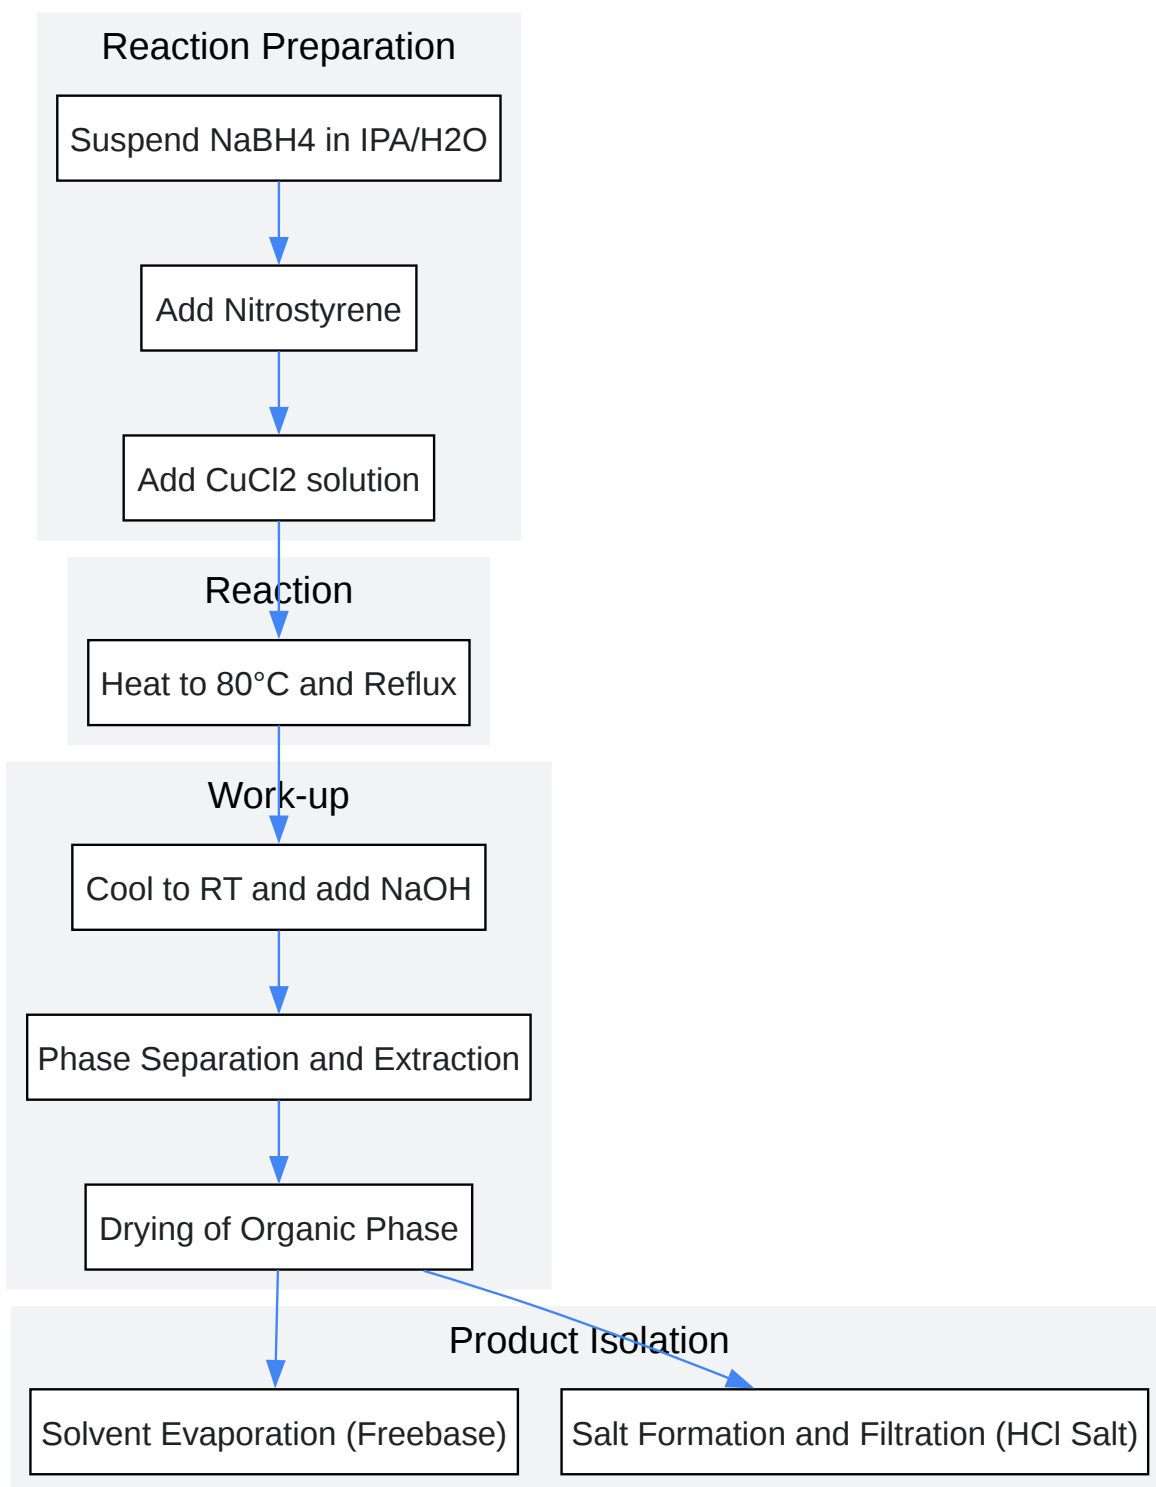 Reaction Preparation
Suspend NaBH4 in IPA/H2O
Add Nitrostyrene
Add CuCl2 solution
Reaction
Heat to 80°C and Reflux
Work-up
Cool to RT and add NaOH
Phase Separation and Extraction
Drying of Organic Phase
Product Isolation
Solvent Evaporation (Freebase)
Salt Formation and Filtration (HCl Salt)